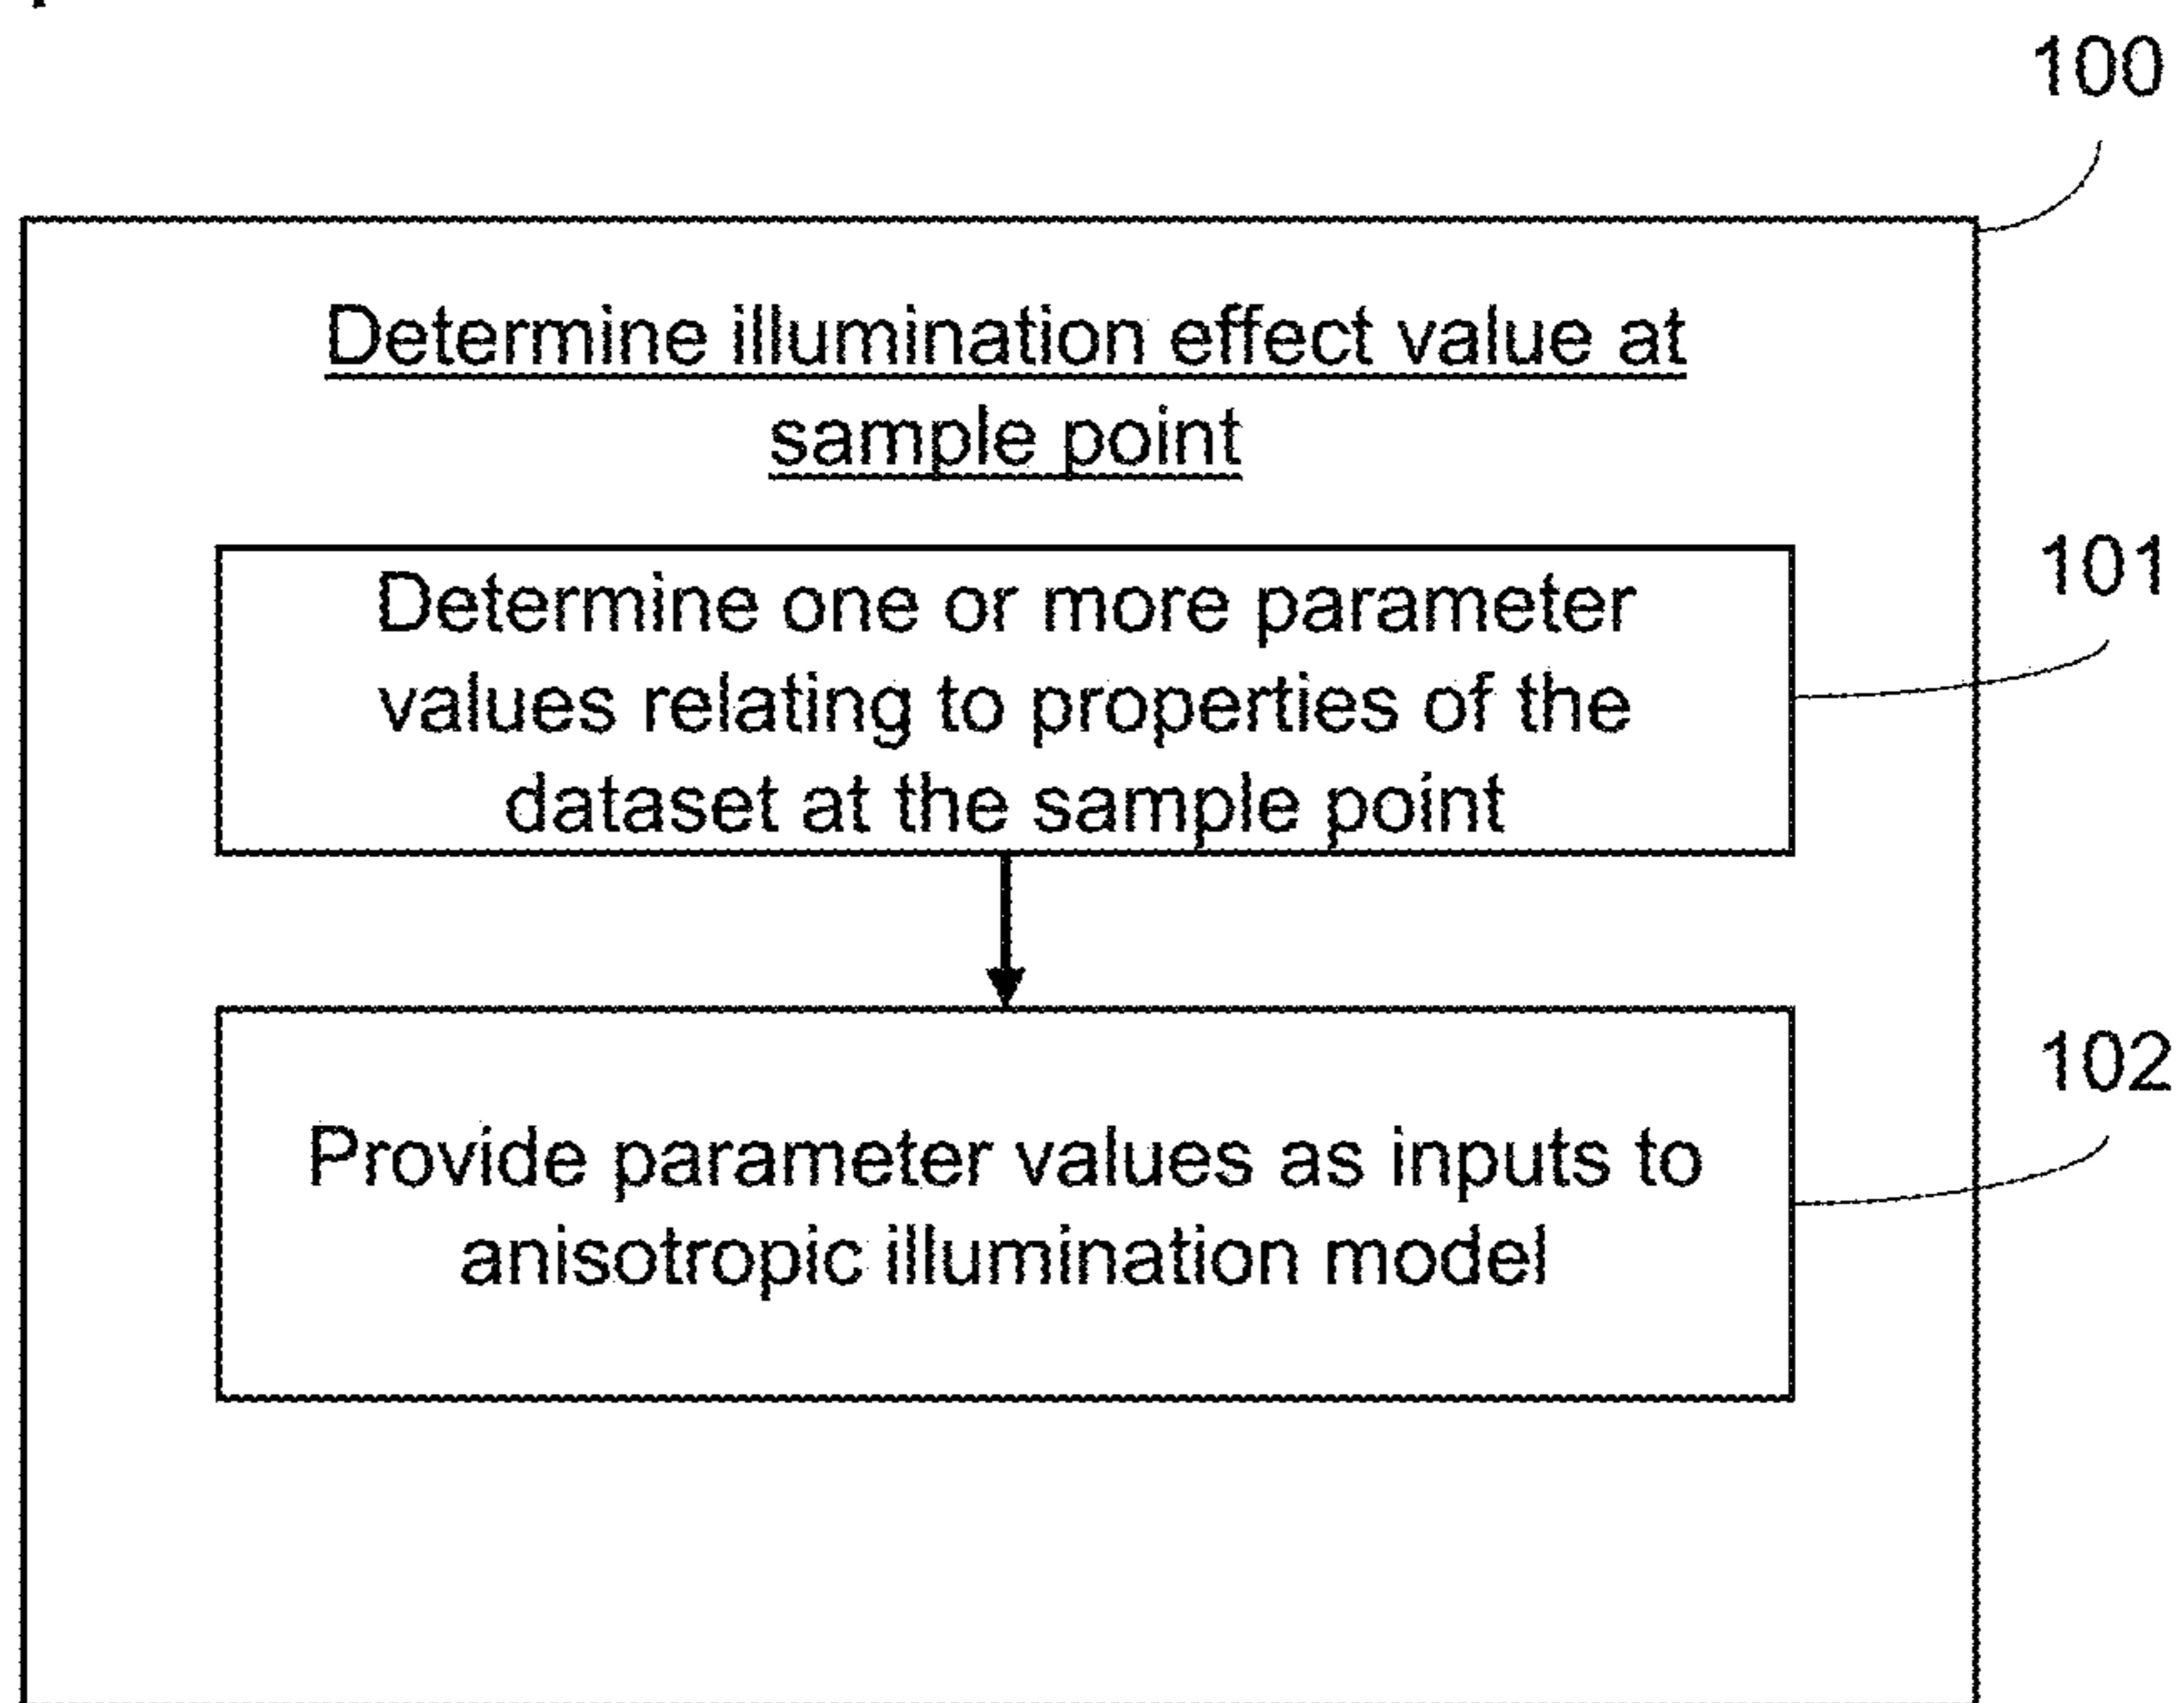 100
Determine illumination effect value at
sample point
101
Determine one or more parameter
values relating to properties of the
dataset at the sample point
102
Provide parameter values as inputs to
anisotropic illumination model